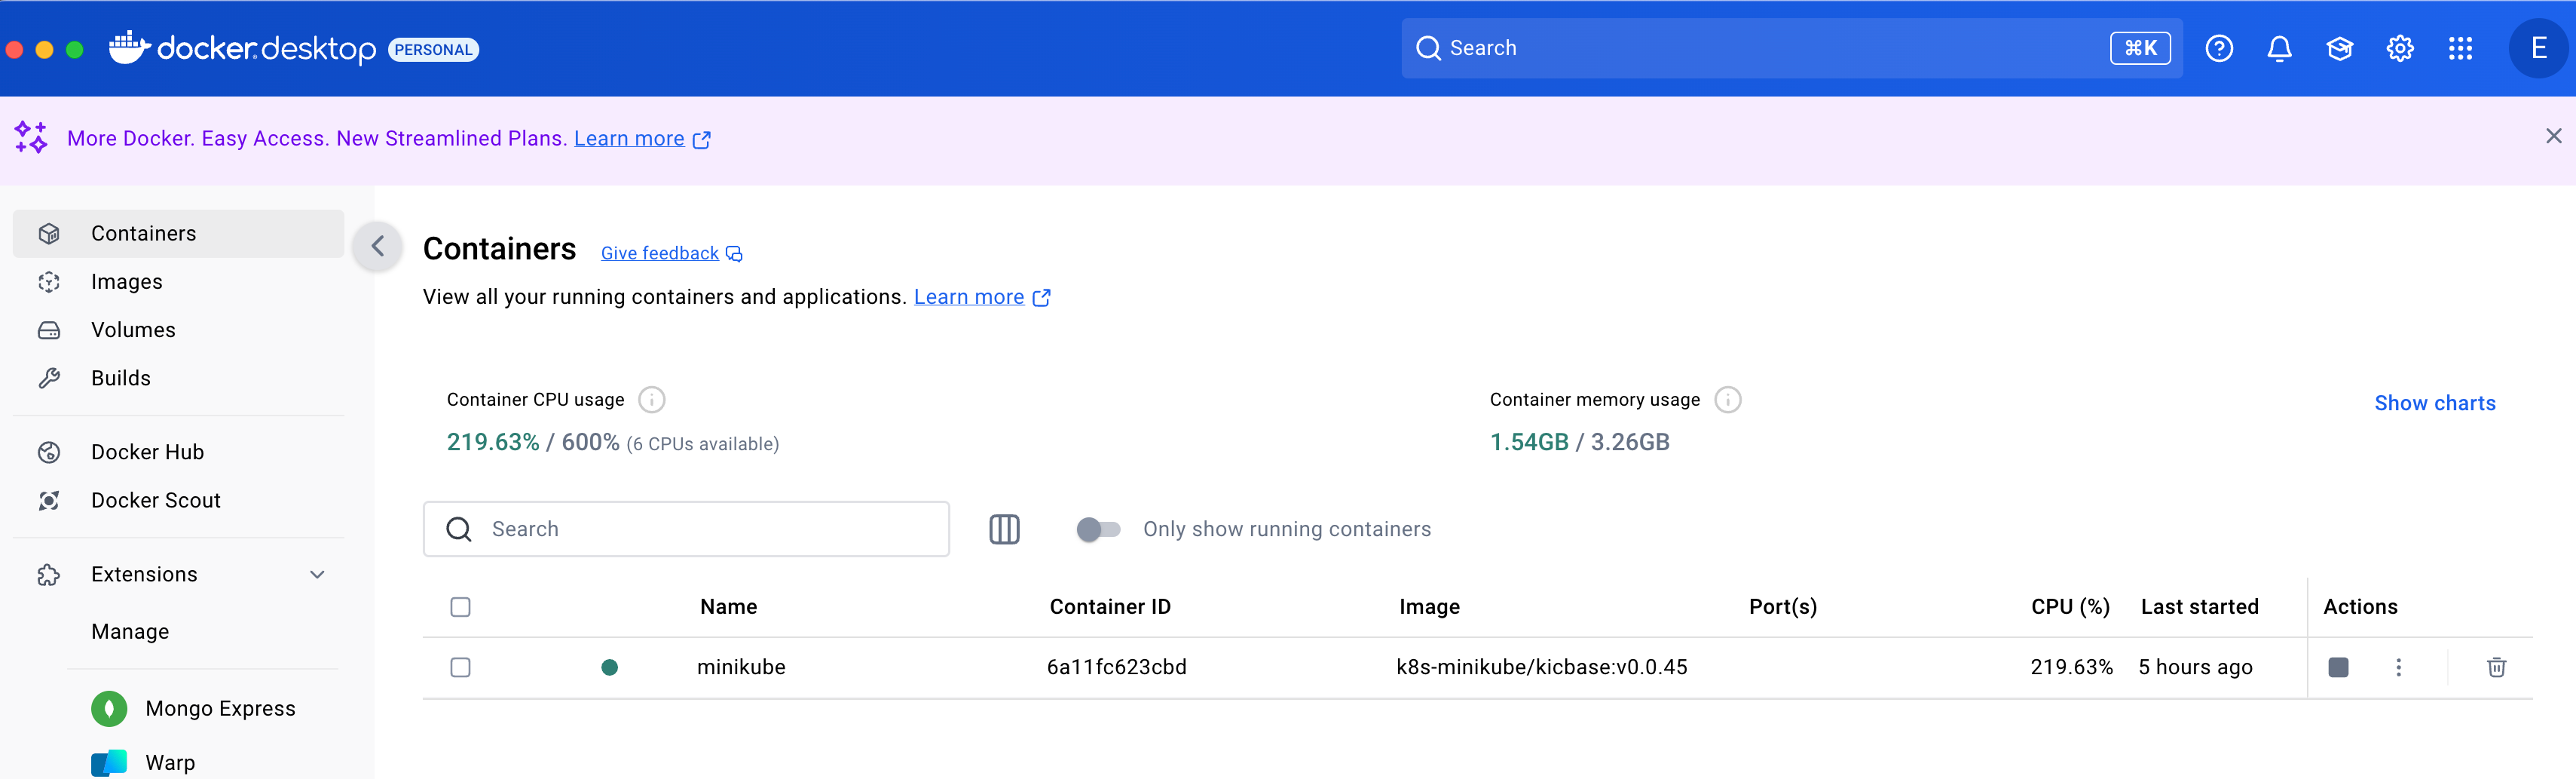 docker desktop PERSONAL
Search ⌘K
E
More Docker. Easy Access. New Streamlined Plans. Learn more
Containers
Images
Volumes
Builds
Docker Hub
Docker Scout
Extensions
Manage
Mongo Express
Warp
Containers Give feedback
View all your running containers and applications. Learn more
Container CPU usage
219.63% / 600% (6 CPUs available)
Container memory usage
1.54GB / 3.26GB
Show charts
Search
Only show running containers
Name Container ID Image Port(s) CPU (%) Last started Actions
minikube 6a11fc623cbd k8s-minikube/kicbase:v0.0.45 219.63% 5 hours ago